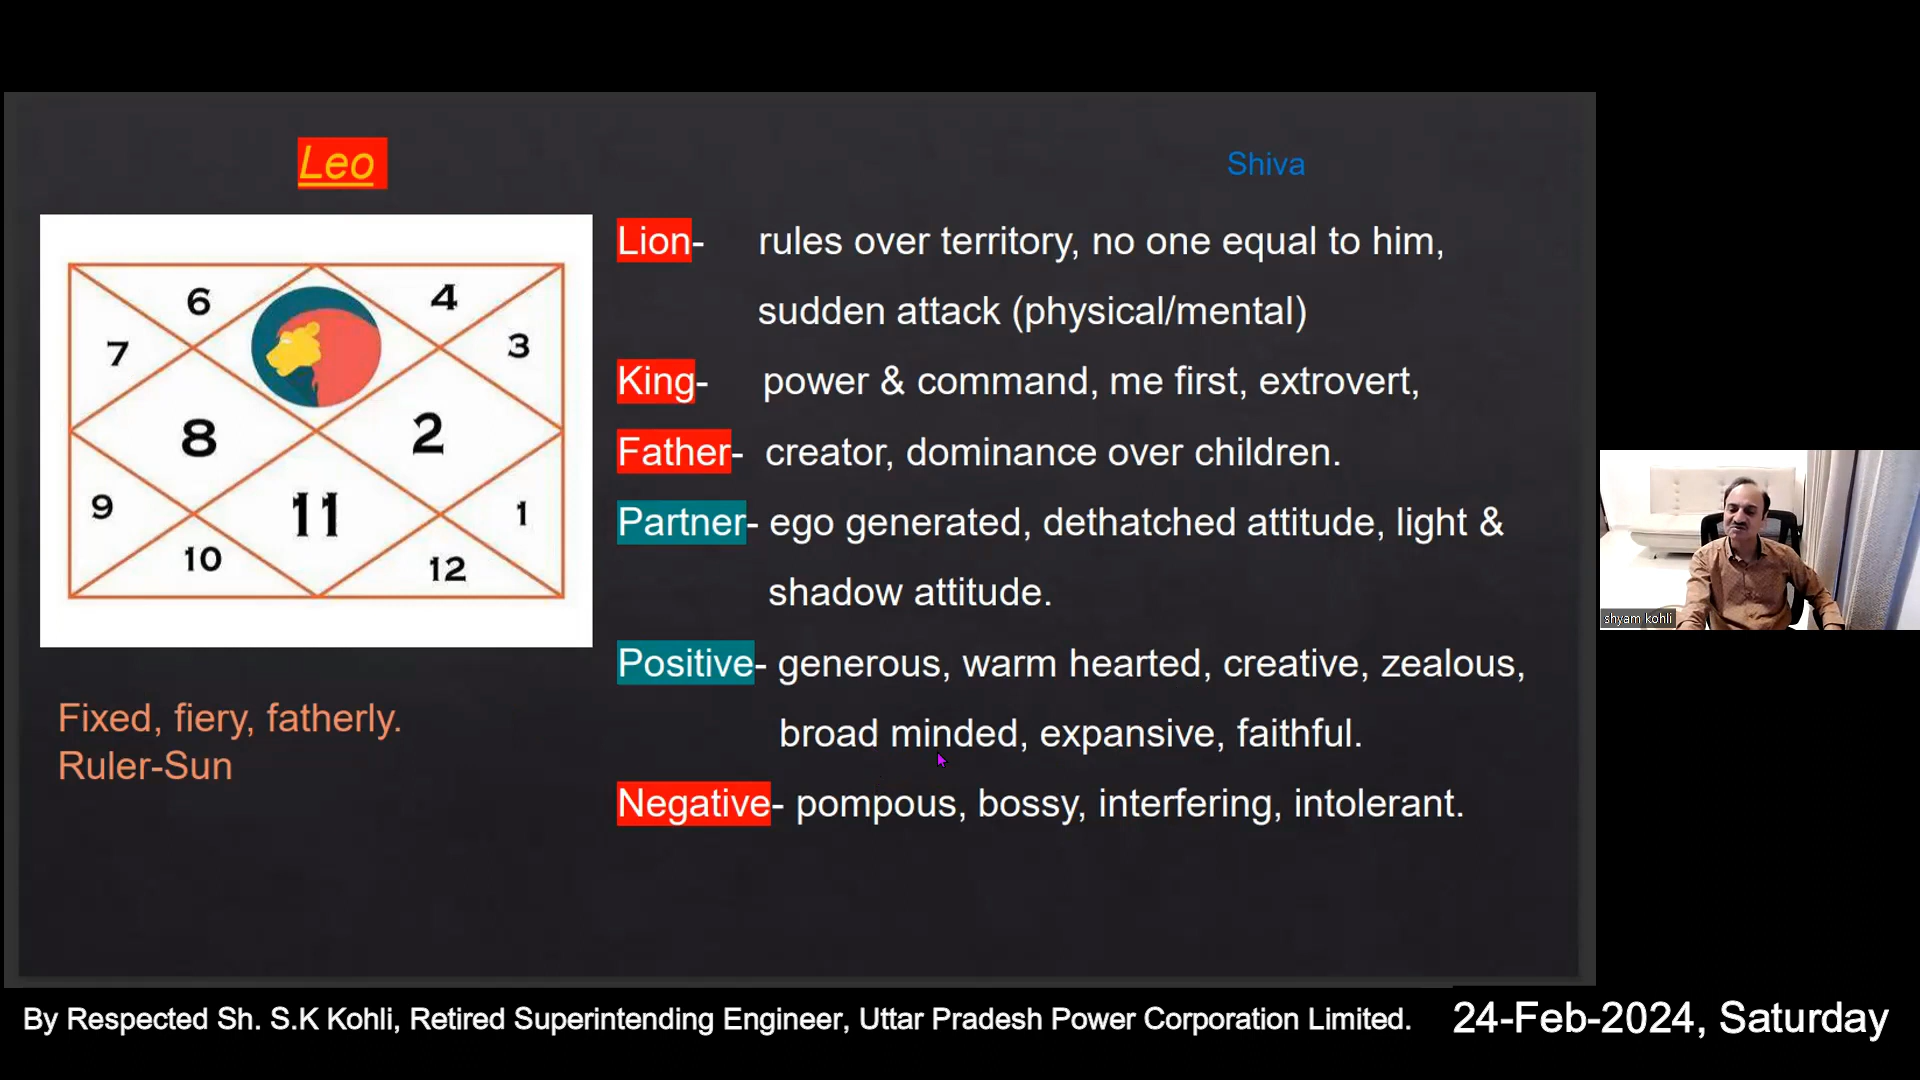 Leo
Shiva
6
4
7
3
8
2
9
11
1
10
12
Fixed, fiery, fatherly.
Ruler-Sun
Lion- rules over territory, no one equal to him,
sudden attack (physical/mental)
King- power & command, me first, extrovert,
Father- creator, dominance over children.
Partner- ego generated, dethatched attitude, light &
shadow attitude.
Positive- generous, warm hearted, creative, zealous,
broad minded, expansive, faithful.
Negative- pompous, bossy, interfering, intolerant.
shyam kohli
By Respected Sh. S.K Kohli, Retired Superintending Engineer, Uttar Pradesh Power Corporation Limited.
24-Feb-2024, Saturday